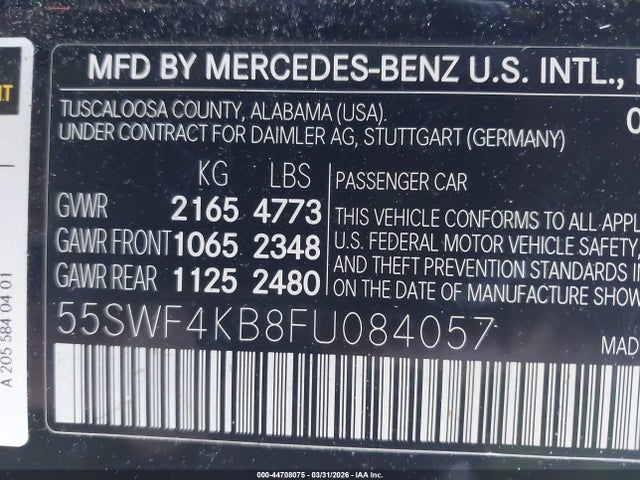 MFD BY MERCEDES-BENZ U.S. INTL.,
TUSCALOOSA COUNTY, ALABAMA (USA).
UNDER CONTRACT FOR DAIMLER AG, STUTTGART (GERMANY)
KG LBS PASSENGER CAR
GVWR 2165 4773 THIS VEHICLE CONFORMS TO ALL APPL
GAWR FRONT 1065 2348 U.S. FEDERAL MOTOR VEHICLE SAFETY,
GAWR REAR 1125 2480 AND THEFT PREVENTION STANDARDS I
ON THE DATE OF MANUFACTURE SHOW
55SWF4KB8FU084057
MADE
A 205 584 04 01
000-44708075 - 03/31/2026 - IAA Inc.